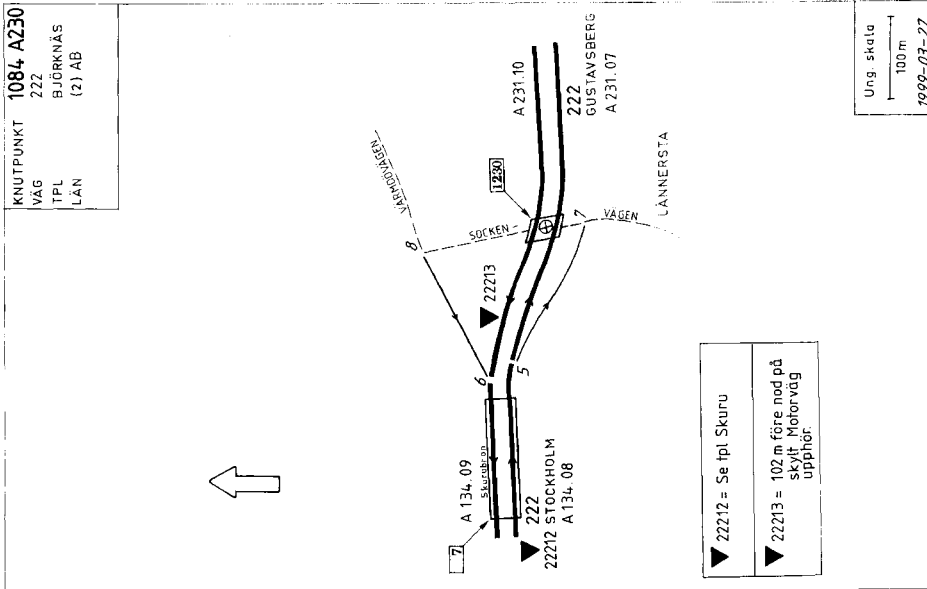 KNUTPUNKT 1084 A230
VÄG 222
TPL BJÖRKNÄS
LÄN (2) AB
VÄRMDÖVÄGEN
8
SOCKEN-
VÄGEN
7
LÄNNERSTA
1230
A 231.10
222
GUSTAVSBERG
A 231.07
22213
6
5
A 134.09
Skurubron
7
222
22212 STOCKHOLM
A 134.08
22212 = Se tpl Skuru
22213 = 102 m före nod på
skylt Motorväg
upphör.
Ung. skala
100 m
1999-03-27